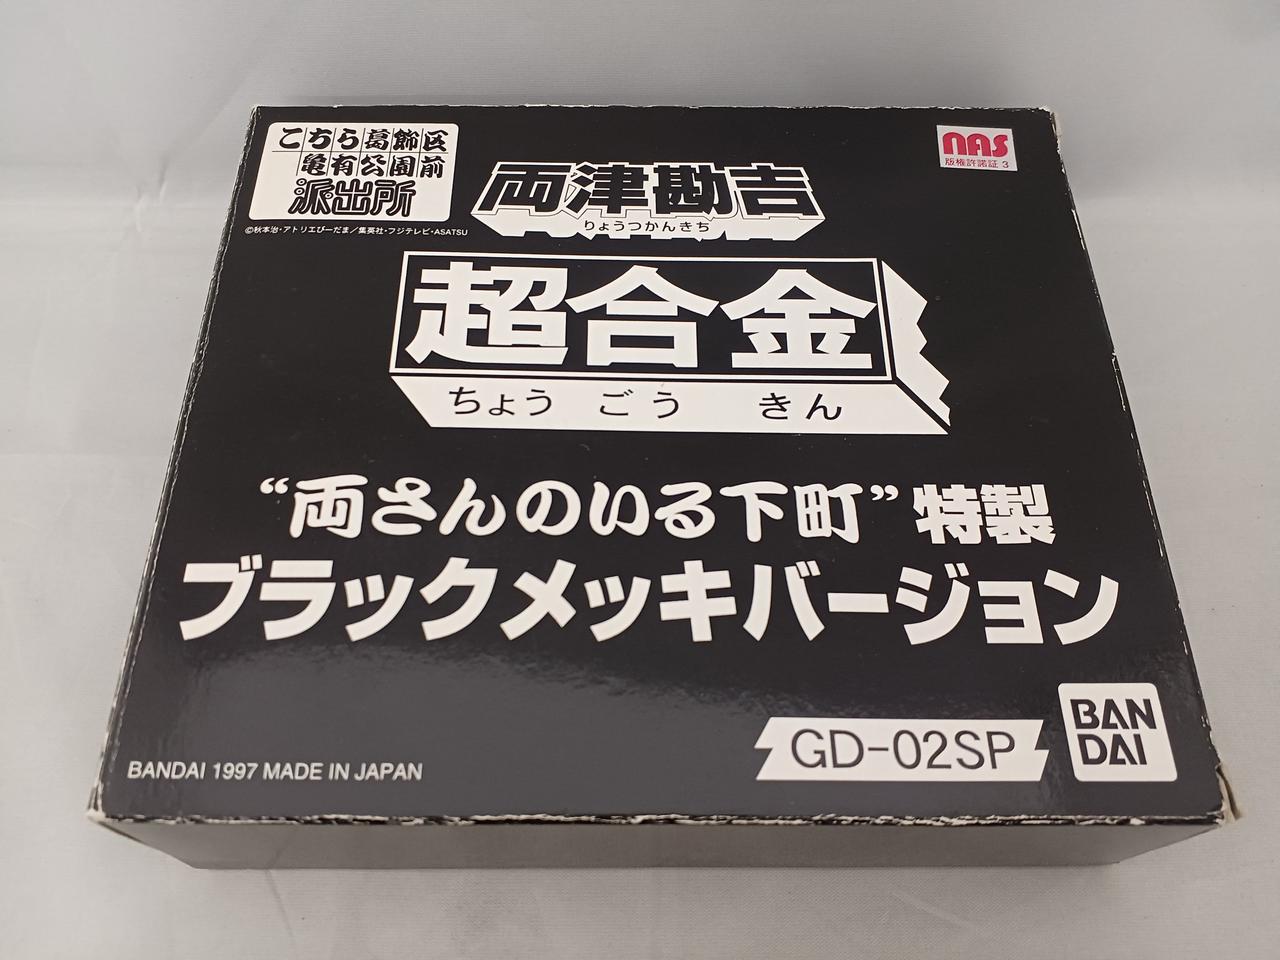 こちら葛飾区
亀有公園前
派出所
©秋本治・アトリエびーだま／集英社・フジテレビ・ASATSU
両津勘吉
りょうつかんきち
nas
版権許諾証 3
超合金
ちょう ごう きん
“両さんのいる下町”特製
ブラックメッキバージョン
GD-02SP
BAN
DAI
BANDAI 1997 MADE IN JAPAN